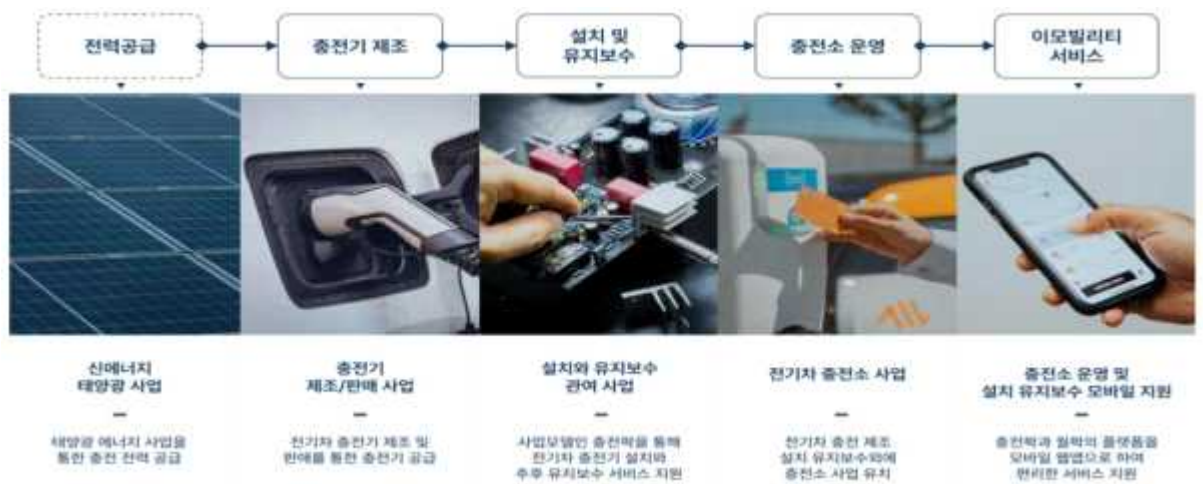 전력공급
충전기 제조
설치 및
유지보수
충전소 운영
이모빌리티
서비스
신에너지
태양광 사업
충전기
제조/판매 사업
설치와 유지보수
관여 사업
전기차 충전소 사업
충전소 운영 및
설치 유지보수 모바일 지원
태양광 에너지 사업을
통한 충전 전력 공급
전기차 충전기 제조 및
판매를 통한 충전기 공급
사업모델인 충전락을 통해
전기차 충전기 설치와
추후 유지보수 서비스 지원
전기차 충전 제조
설치 유지보수와에
충전소 사업 유치
플랫폼을
모바일 웹앱으로 하여
편리한 서비스 지원